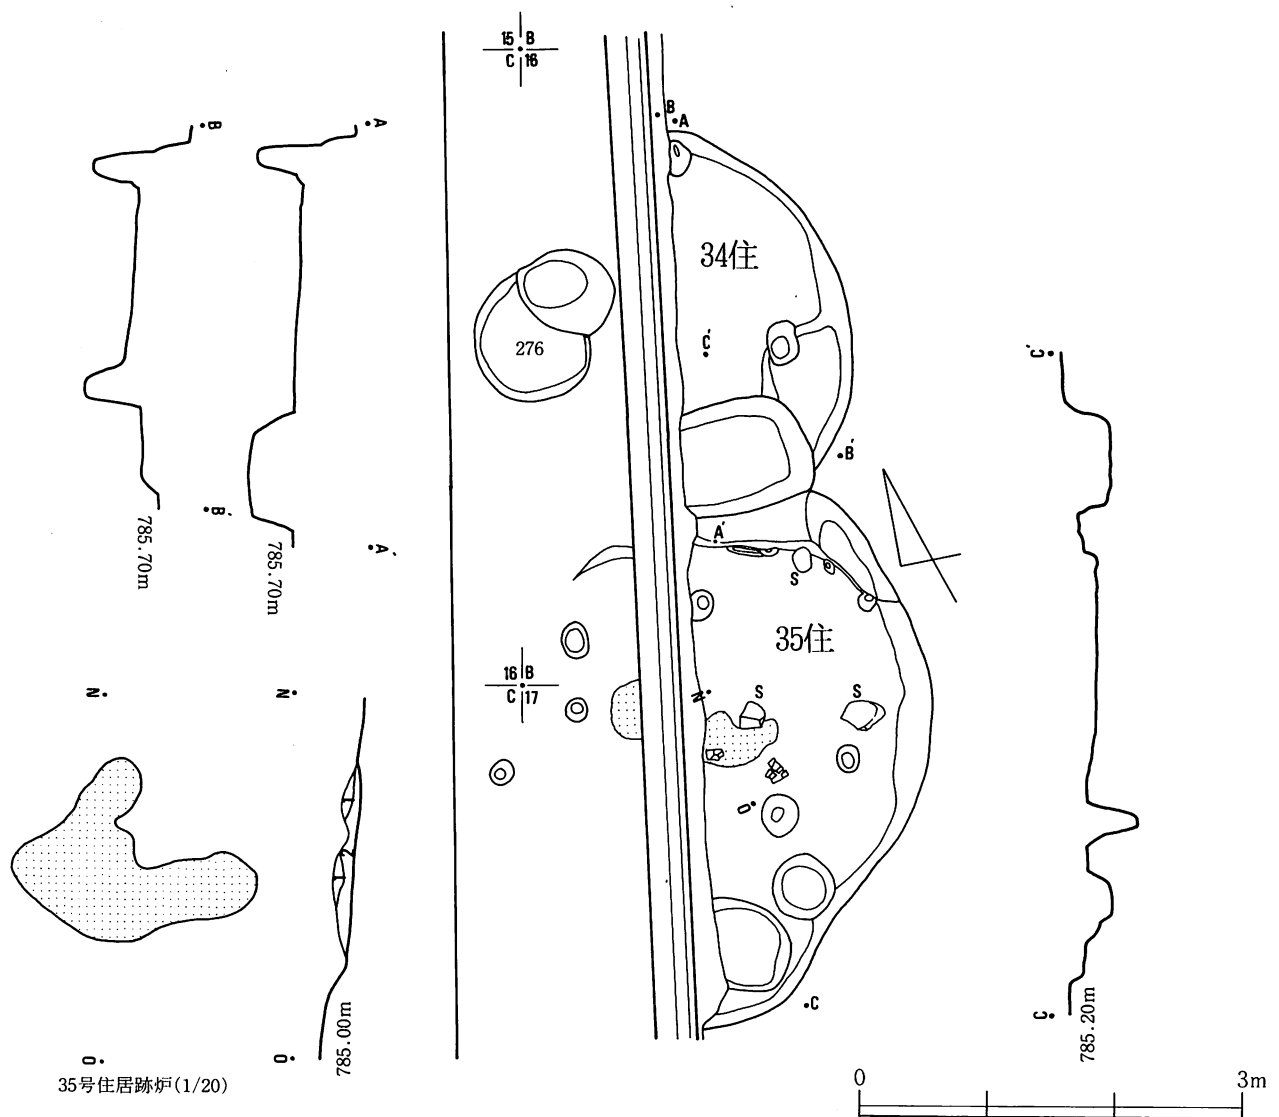 15 B
C 16
B
A
B
A
34住
C'
276
B'
A'
S
35住
16 B
C 17
N
S
S
O
C
C'
C
785.20m
B'
785.70m
A'
785.70m
N
N
O
O
785.00m
35号住居跡炉(1/20)
0
3m